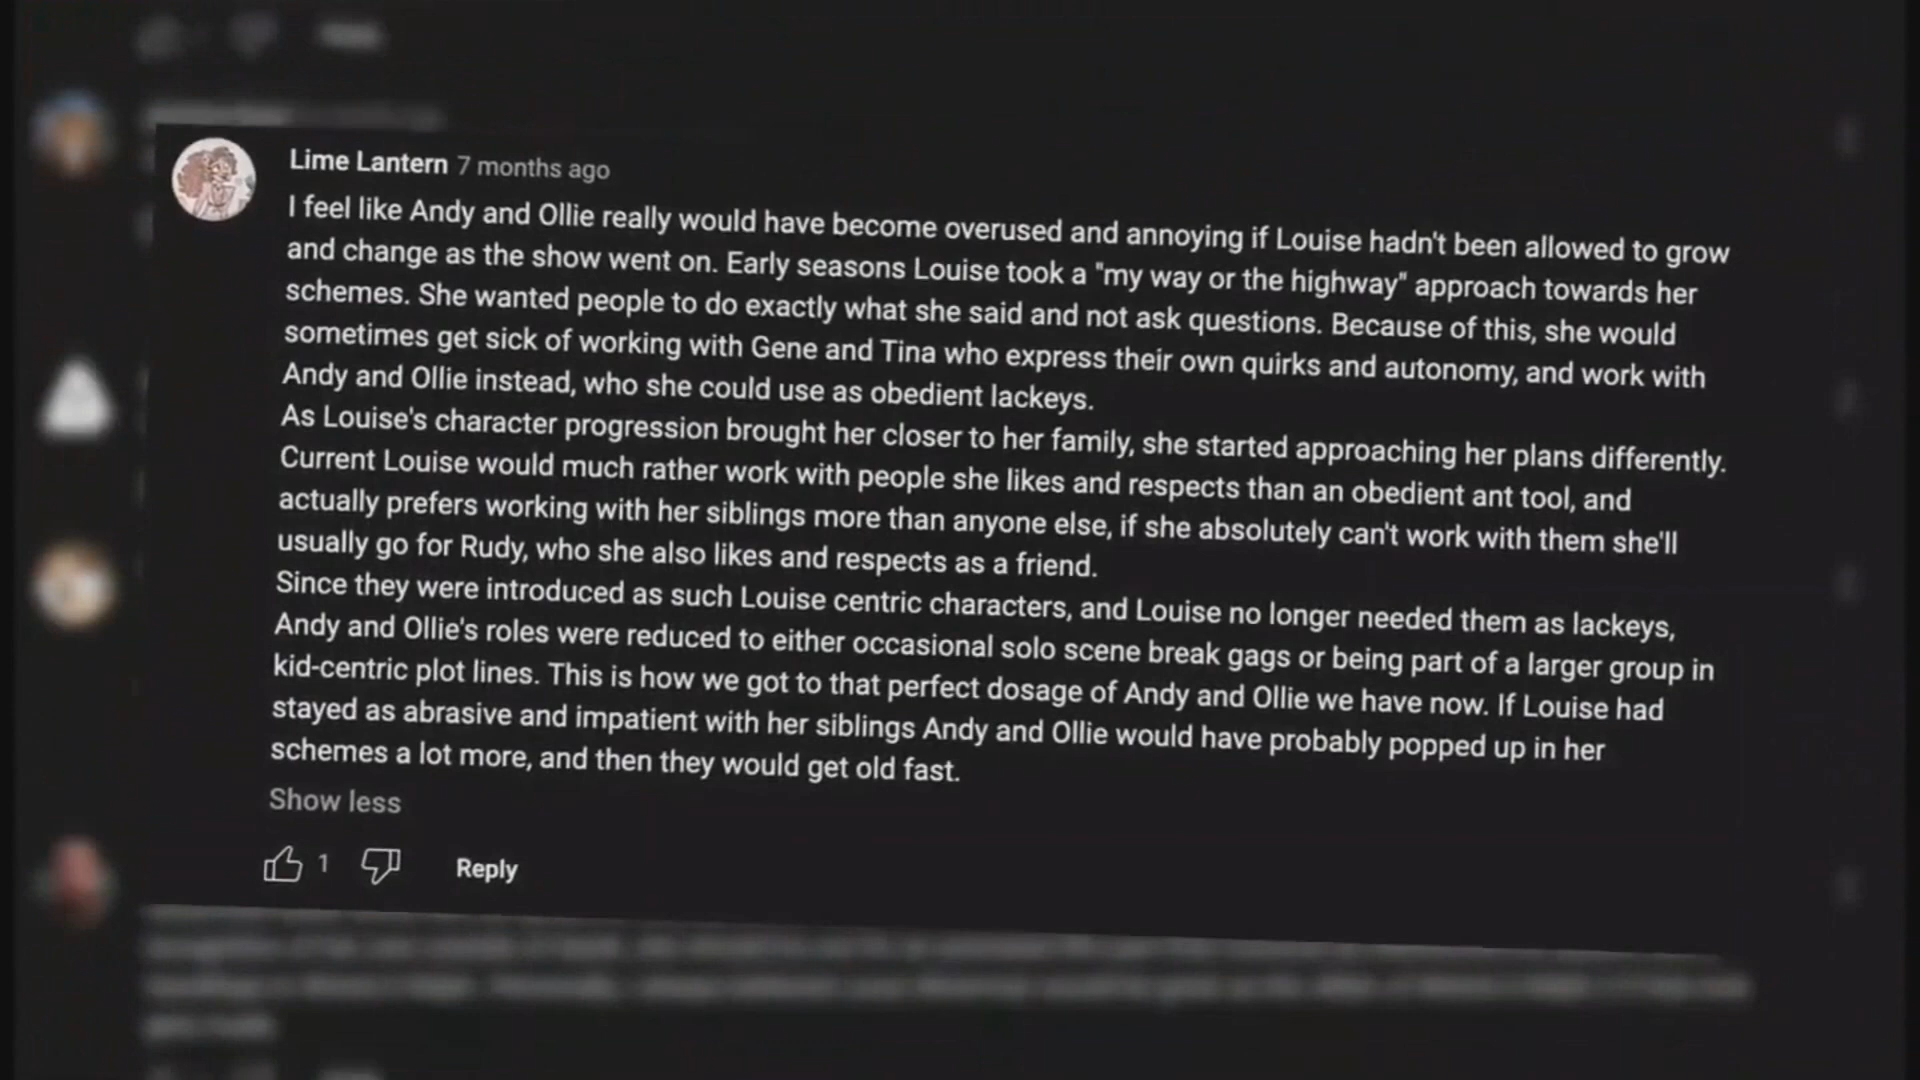 Lime Lantern 7 months ago
I feel like Andy and Ollie really would have become overused and annoying if Louise hadn't been allowed to grow
and change as the show went on. Early seasons Louise took a "my way or the highway" approach towards her
schemes. She wanted people to do exactly what she said and not ask questions. Because of this, she would
sometimes get sick of working with Gene and Tina who express their own quirks and autonomy, and work with
Andy and Ollie instead, who she could use as obedient lackeys.
As Louise's character progression brought her closer to her family, she started approaching her plans differently.
Current Louise would much rather work with people she likes and respects than an obedient ant tool, and
actually prefers working with her siblings more than anyone else, if she absolutely can't work with them she'll
usually go for Rudy, who she also likes and respects as a friend.
Since they were introduced as such Louise centric characters, and Louise no longer needed them as lackeys,
Andy and Ollie's roles were reduced to either occasional solo scene break gags or being part of a larger group in
kid-centric plot lines. This is how we got to that perfect dosage of Andy and Ollie we have now. If Louise had
stayed as abrasive and impatient with her siblings Andy and Ollie would have probably popped up in her
schemes a lot more, and then they would get old fast.
Show less
1 Reply